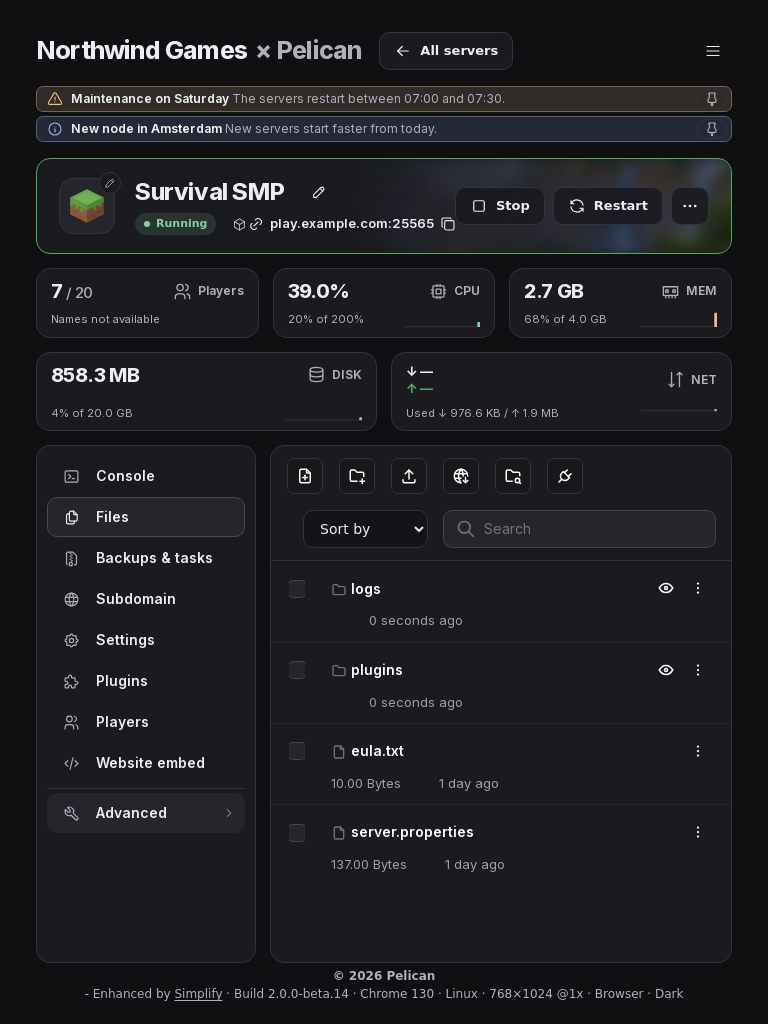 Northwind Games × Pelican
All servers
Maintenance on Saturday The servers restart between 07:00 and 07:30.
New node in Amsterdam New servers start faster from today.
Survival SMP
Running
play.example.com:25565
Stop
Restart
7 / 20
Players
Names not available
39.0%
CPU
20% of 200%
2.7 GB
MEM
68% of 4.0 GB
858.3 MB
DISK
4% of 20.0 GB
↓ —
↑ —
NET
Used ↓ 976.6 KB / ↑ 1.9 MB
Console
Files
Backups & tasks
Subdomain
Settings
Plugins
Players
Website embed
Advanced
Sort by
Search
logs
0 seconds ago
plugins
0 seconds ago
eula.txt
10.00 Bytes 1 day ago
server.properties
137.00 Bytes 1 day ago
© 2026 Pelican
- Enhanced by Simplify · Build 2.0.0-beta.14 · Chrome 130 · Linux · 768×1024 @1x · Browser · Dark